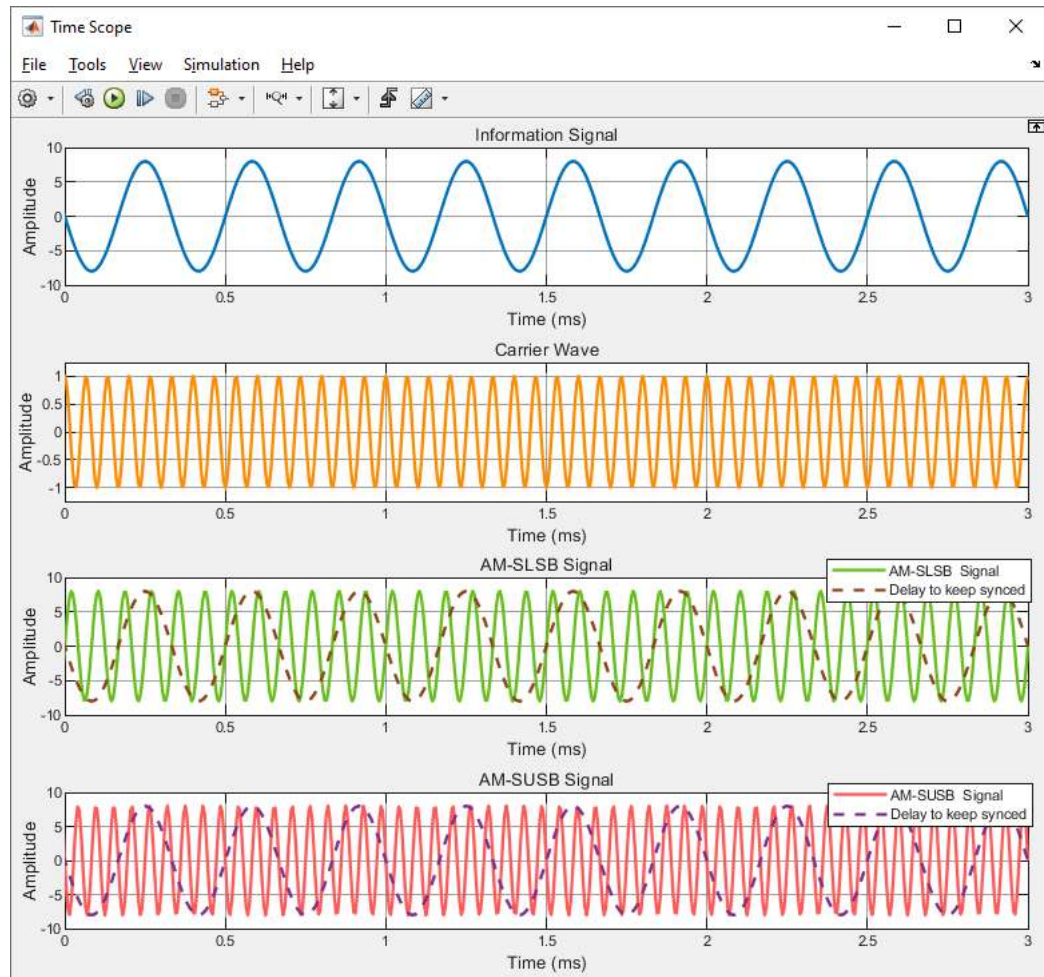 Time Scope
File Tools View Simulation Help
Information Signal
Amplitude
10
5
0
-5
-10
0 0.5 1 1.5 2 2.5 3
Time (ms)
Carrier Wave
Amplitude
1
0.5
0
-0.5
-1
0 0.5 1 1.5 2 2.5 3
Time (ms)
AM-SLSB Signal
AM-SLSB Signal
Delay to keep synced
Amplitude
10
5
0
-5
-10
0 0.5 1 1.5 2 2.5 3
Time (ms)
AM-SUSB Signal
AM-SUSB Signal
Delay to keep synced
Amplitude
10
5
0
-5
-10
0 0.5 1 1.5 2 2.5 3
Time (ms)